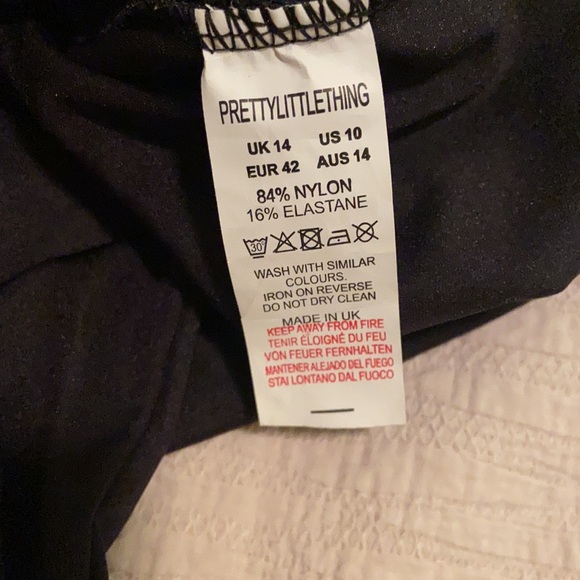 PRETTYLITTLETHING
UK 14 US 10
EUR 42 AUS 14
84% NYLON
16% ELASTANE
30
WASH WITH SIMILAR
COLOURS.
IRON ON REVERSE
DO NOT DRY CLEAN
MADE IN UK
KEEP AWAY FROM FIRE
TENIR ÉLOIGNÉ DU FEU
VON FEUER FERNHALTEN
MANTENER ALEJADO DEL FUEGO
STAI LONTANO DAL FUOCO